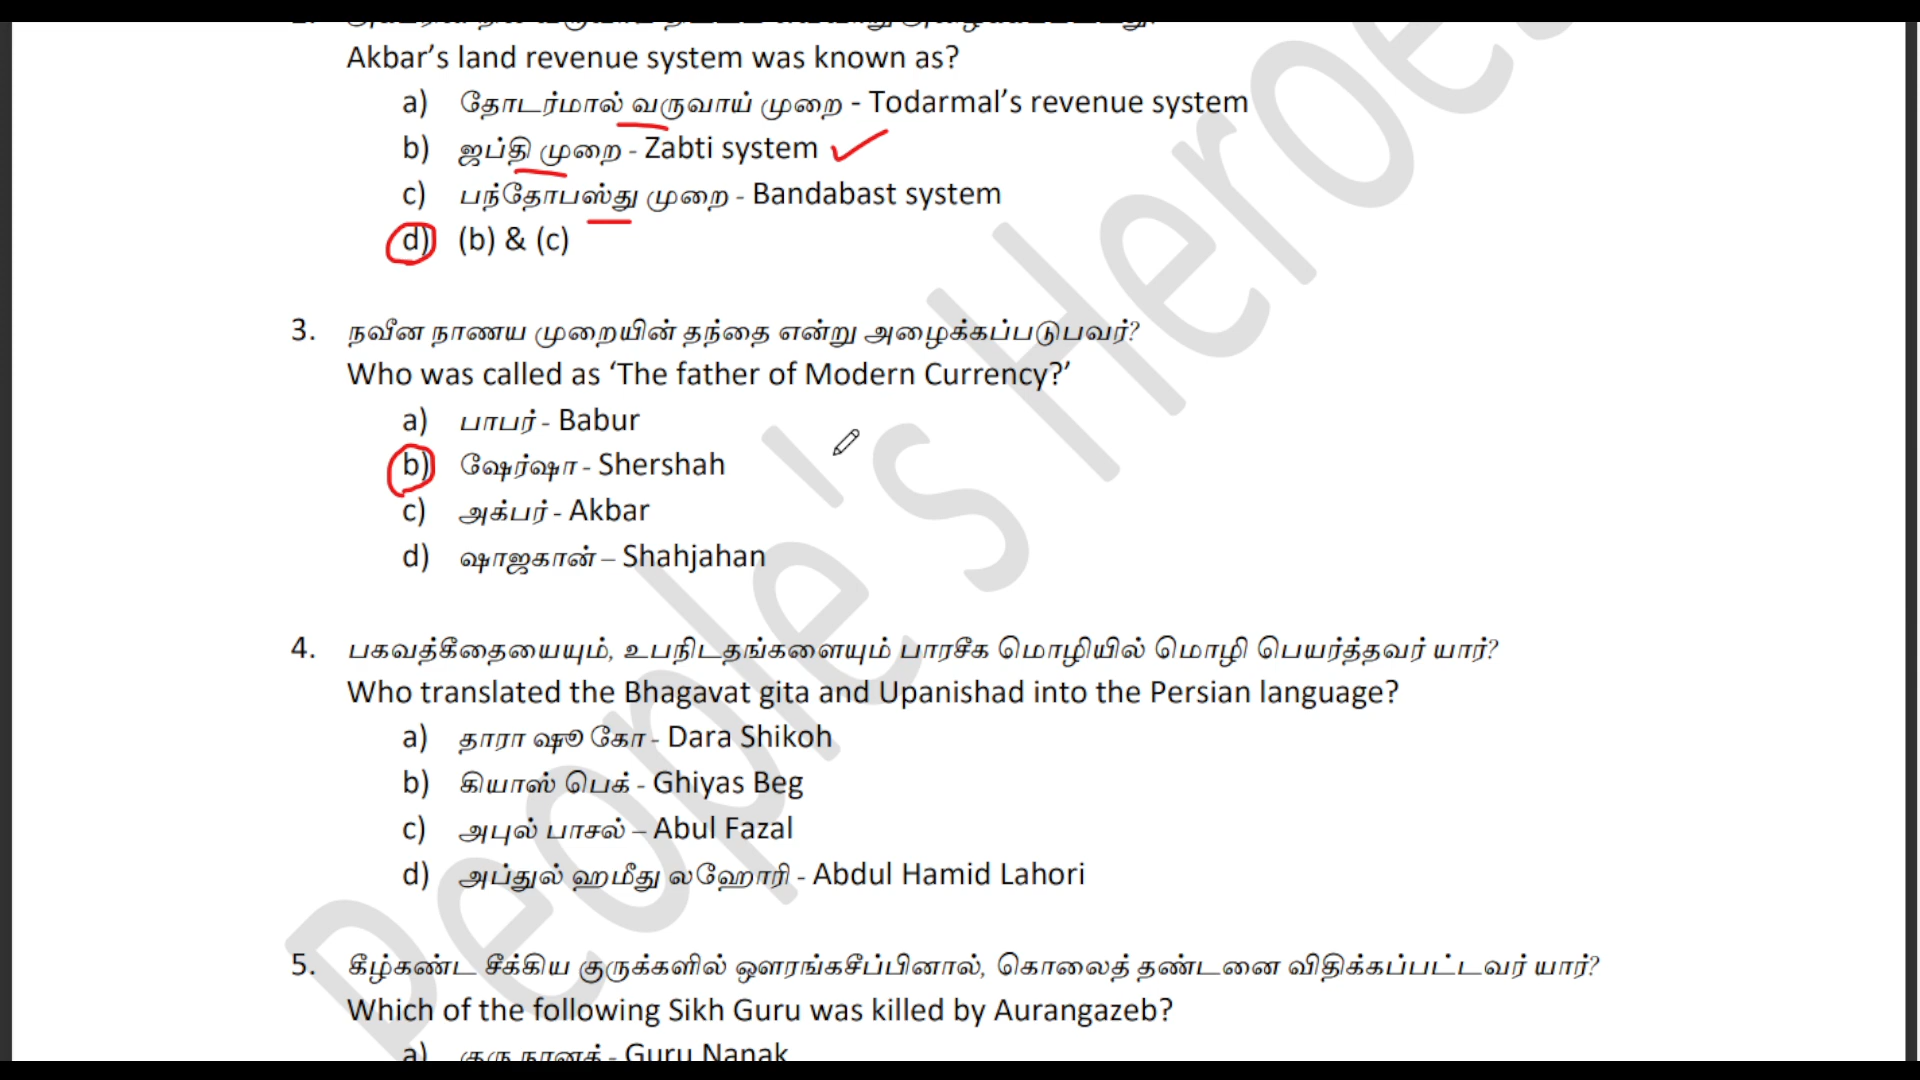 Akbar’s land revenue system was known as?
a) தோடர்மால் வருவாய் முறை - Todarmal’s revenue system
b) ஜப்தி முறை - Zabti system
c) பந்தோபஸ்து முறை - Bandabast system
d) (b) & (c)
3. நவீன நாணய முறையின் தந்தை என்று அழைக்கப்படுபவர்?
Who was called as ‘The father of Modern Currency?’
a) பாபர் - Babur
b) ஷேர்ஷா - Shershah
c) அக்பர் - Akbar
d) ஷாஜகான் – Shahjahan
4. பகவத்கீதையையும், உபநிடதங்களையும் பாரசீக மொழியில் மொழி பெயர்த்தவர் யார்?
Who translated the Bhagavat gita and Upanishad into the Persian language?
a) தாரா ஷூ கோ - Dara Shikoh
b) கியாஸ் பெக் - Ghiyas Beg
c) அபுல் பாசல் – Abul Fazal
d) அப்துல் ஹமீது லஹோரி - Abdul Hamid Lahori
5. கீழ்கண்ட சீக்கிய குருக்களில் ஔரங்கசீப்பினால், கொலைத் தண்டனை விதிக்கப்பட்டவர் யார்?
Which of the following Sikh Guru was killed by Aurangazeb?
a) குரு நானக் - Guru Nanak
People's Heroe